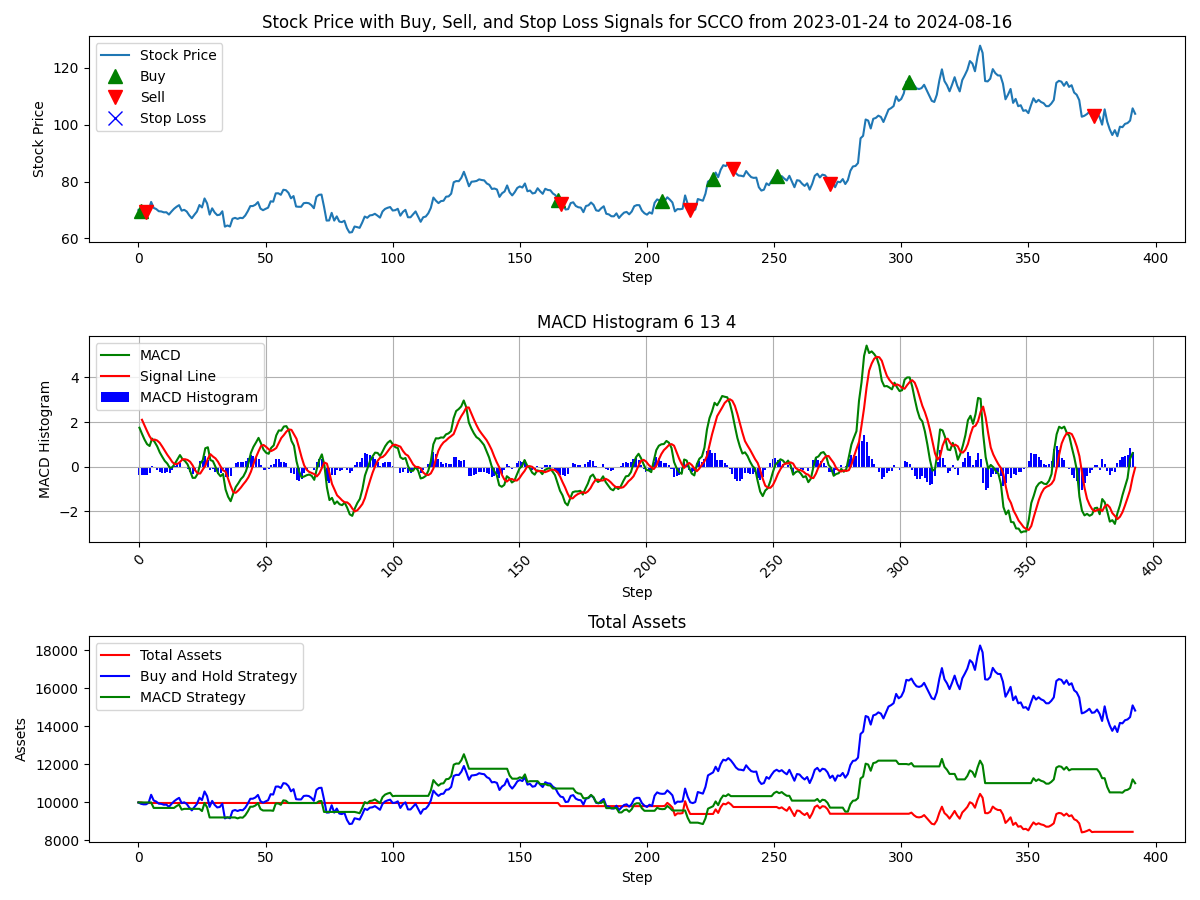 Stock Price with Buy, Sell, and Stop Loss Signals for SCCO from 2023-01-24 to 2024-08-16
Stock Price
120
100
80
60
Stock Price
Buy
Sell
Stop Loss
0 50 100 150 200 250 300 350 400
Step
MACD Histogram 6 13 4
MACD Histogram
4
2
0
−2
MACD
Signal Line
MACD Histogram
0 50 100 150 200 250 300 350 400
Step
Total Assets
Assets
18000
16000
14000
12000
10000
8000
Total Assets
Buy and Hold Strategy
MACD Strategy
0 50 100 150 200 250 300 350 400
Step